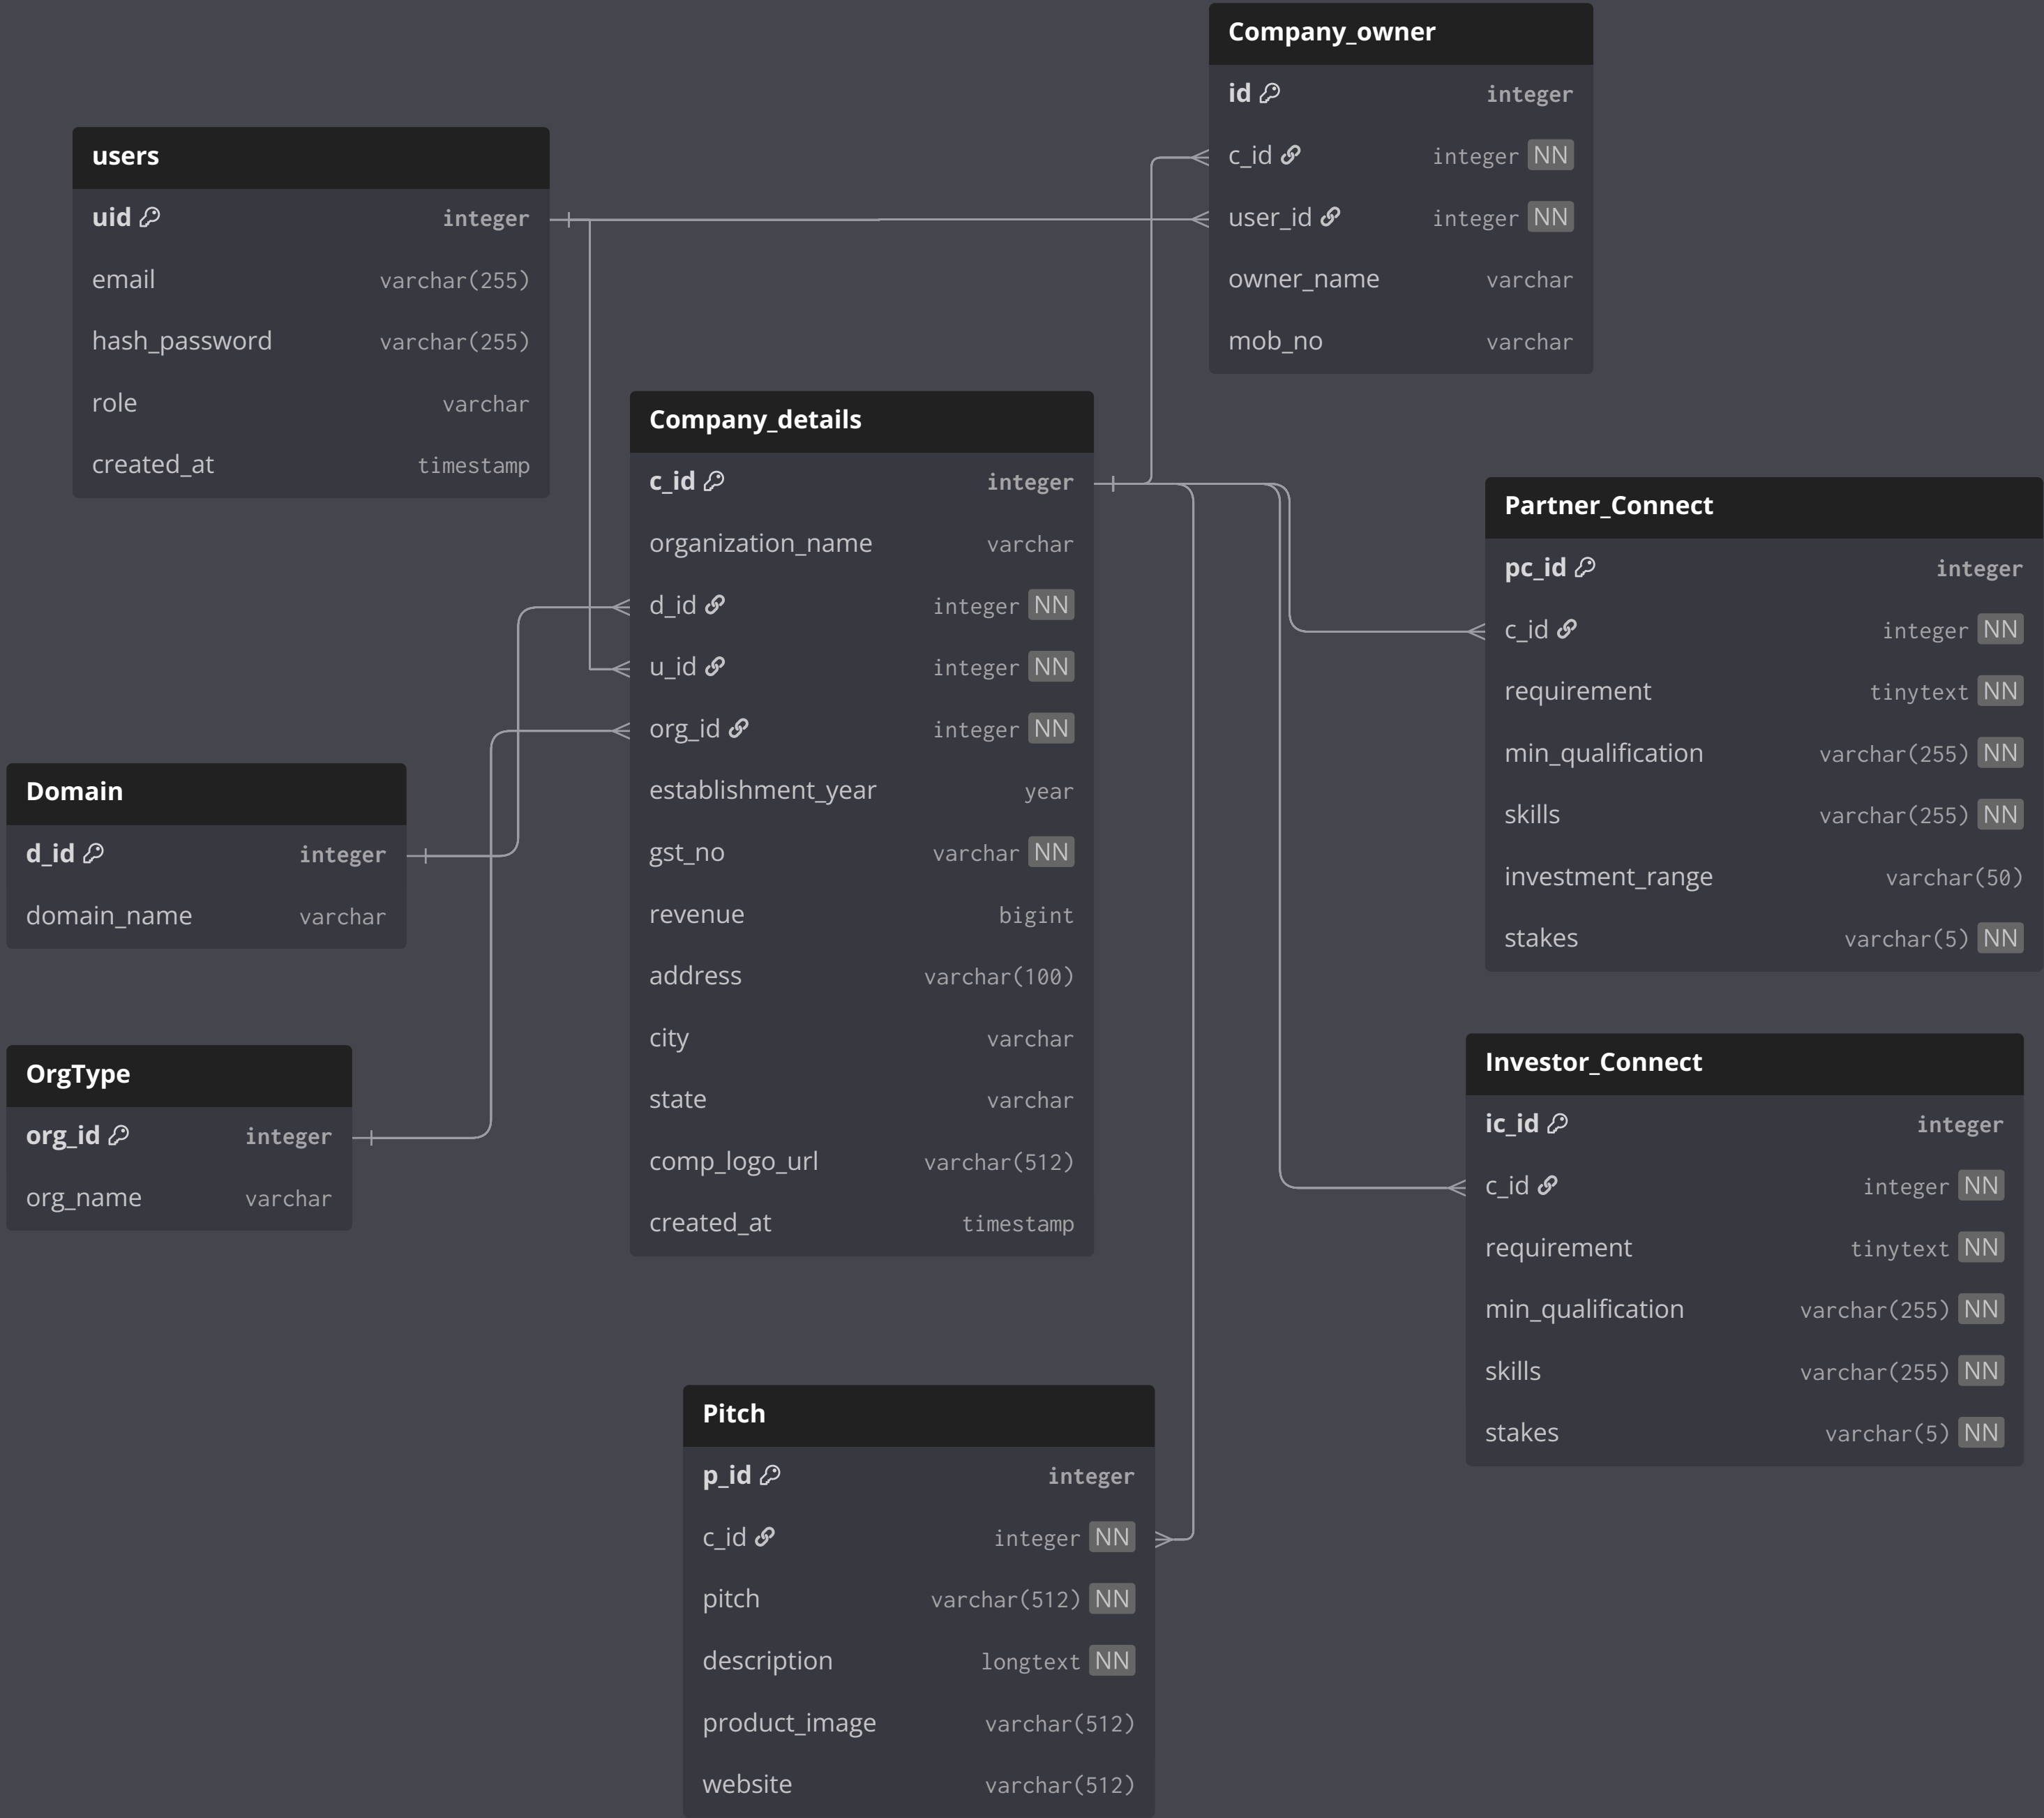 Company_owner
id integer
c_id integer NN
user_id integer NN
owner_name varchar
mob_no varchar
users
uid integer
email varchar(255)
hash_password varchar(255)
role varchar
created_at timestamp
Company_details
c_id integer
organization_name varchar
d_id integer NN
u_id integer NN
org_id integer NN
establishment_year year
gst_no varchar NN
revenue bigint
address varchar(100)
city varchar
state varchar
comp_logo_url varchar(512)
created_at timestamp
Partner_Connect
pc_id integer
c_id integer NN
requirement tinytext NN
min_qualification varchar(255) NN
skills varchar(255) NN
investment_range varchar(50)
stakes varchar(5) NN
Domain
d_id integer
domain_name varchar
OrgType
org_id integer
org_name varchar
Investor_Connect
ic_id integer
c_id integer NN
requirement tinytext NN
min_qualification varchar(255) NN
skills varchar(255) NN
stakes varchar(5) NN
Pitch
p_id integer
c_id integer NN
pitch varchar(512) NN
description longtext NN
product_image varchar(512)
website varchar(512)